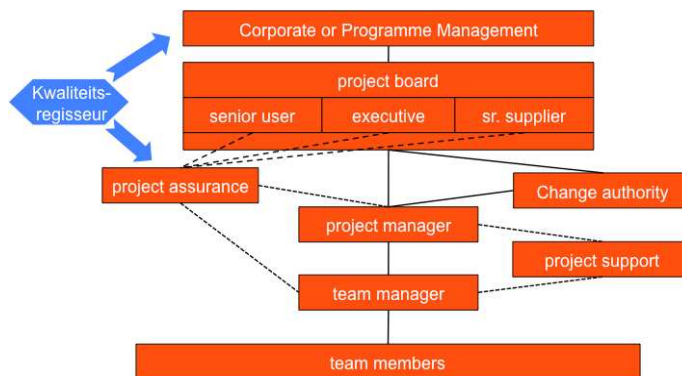 Corporate or Programme Management
Kwaliteits-
regisseur
project board
senior user
executive
sr. supplier
project assurance
Change authority
project manager
project support
team manager
team members